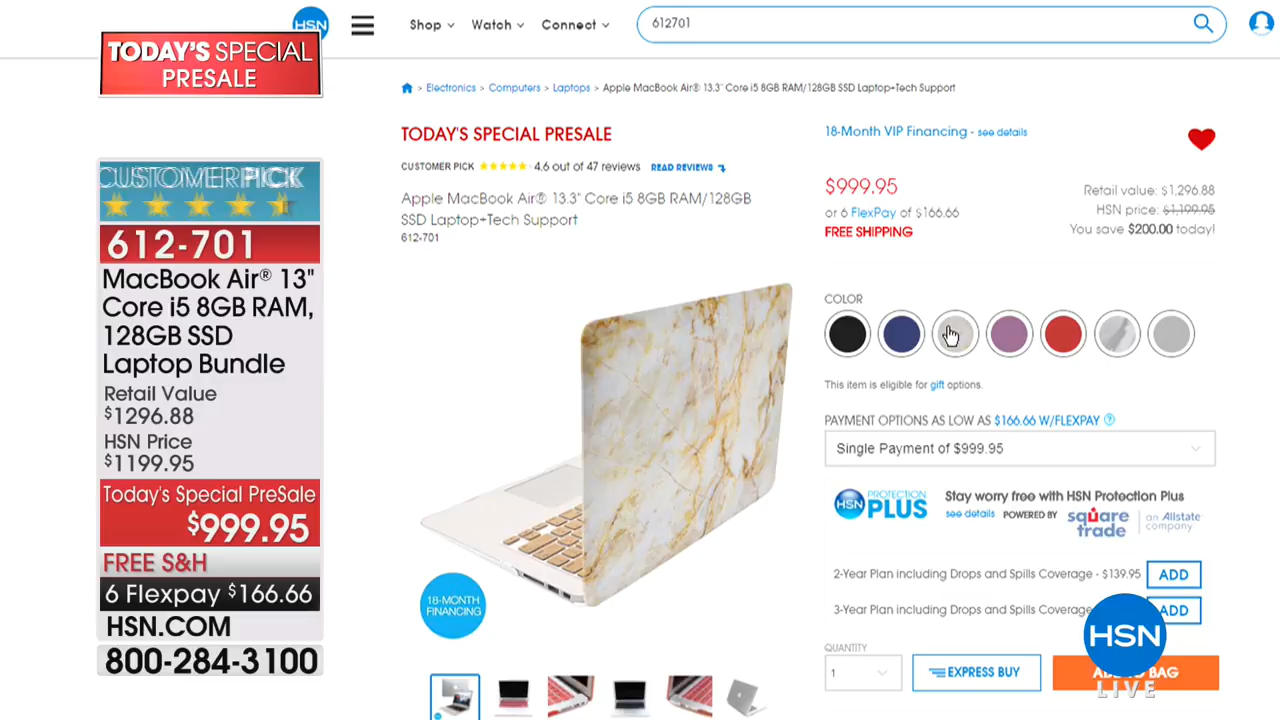 HSN
TODAY'S SPECIAL
PRESALE
Shop
Watch
Connect
612701
Electronics > Computers > Laptops > Apple MacBook Air® 13.3" Core i5 8GB RAM/128GB SSD Laptop+Tech Support
CUSTOMER PICK
612-701
MacBook Air® 13"
Core i5 8GB RAM,
128GB SSD
Laptop Bundle
Retail Value
$1296.88
HSN Price
$1199.95
Today's Special PreSale
$999.95
FREE S&H
6 Flexpay $166.66
HSN.COM
800-284-3100
TODAY'S SPECIAL PRESALE
CUSTOMER PICK 4.6 out of 47 reviews READ REVIEWS
Apple MacBook Air® 13.3" Core i5 8GB RAM/128GB
SSD Laptop+Tech Support
612-701
18-MONTH
FINANCING
18-Month VIP Financing - see details
$999.95
or 6 FlexPay of $166.66
FREE SHIPPING
Retail value: $1,296.88
HSN price: $1,199.95
You save $200.00 today!
COLOR
This item is eligible for gift options.
PAYMENT OPTIONS AS LOW AS $166.66 W/FLEXPAY ?
Single Payment of $999.95
HSN PROTECTION
PLUS
Stay worry free with HSN Protection Plus
see details POWERED BY
square
trade
an Allstate
company
2-Year Plan including Drops and Spills Coverage - $139.95 ADD
3-Year Plan including Drops and Spills Coverage ADD
QUANTITY
1
EXPRESS BUY
BAG
HSN
LIVE